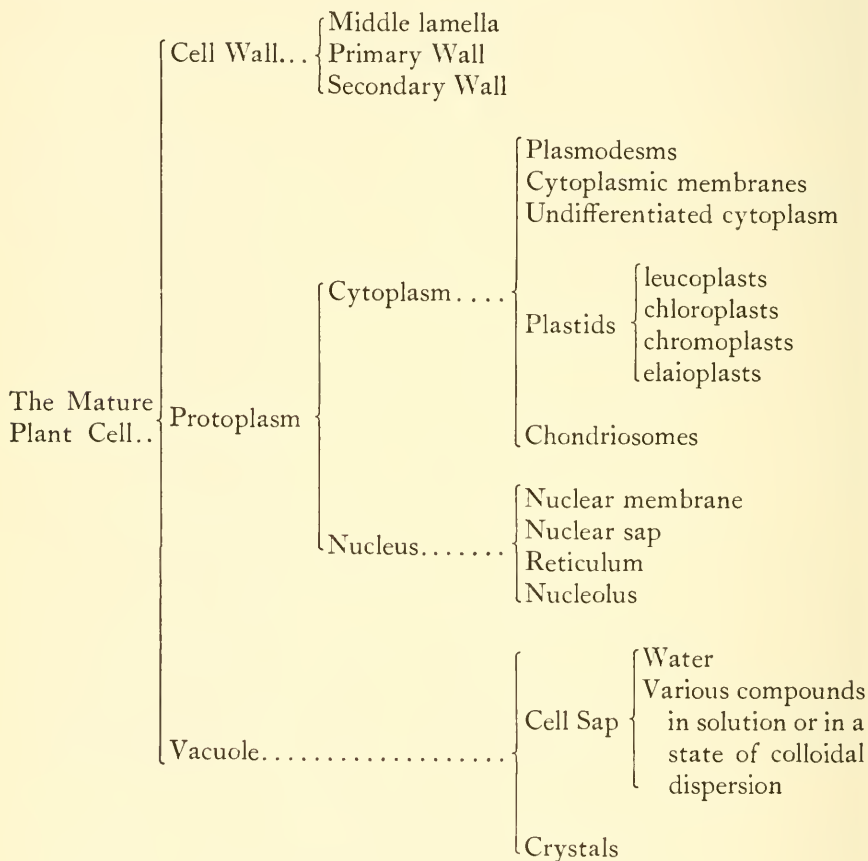 Cell Wall...
Middle lamella
Primary Wall
Secondary Wall
The Mature
Plant Cell..
Protoplasm
Cytoplasm....
Plasmodesms
Cytoplasmic membranes
Undifferentiated cytoplasm
Plastids
leucoplasts
chloroplasts
chromoplasts
elaioplasts
Chondriosomes
Nucleus.......
Nuclear membrane
Nuclear sap
Reticulum
Nucleolus
Vacuole...................
Cell Sap
Water
Various compounds
in solution or in a
state of colloidal
dispersion
Crystals